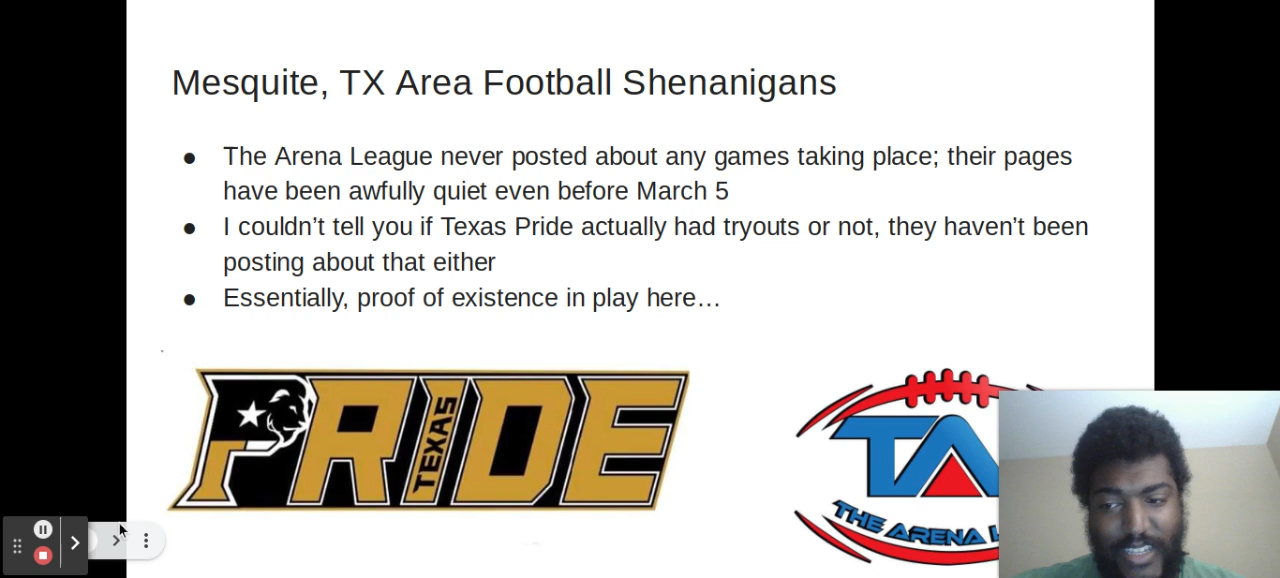 Mesquite, TX Area Football Shenanigans
● The Arena League never posted about any games taking place; their pages
have been awfully quiet even before March 5
● I couldn’t tell you if Texas Pride actually had tryouts or not, they haven’t been
posting about that either
● Essentially, proof of existence in play here…
PRIDE
TEXAS
TA
THE ARENA